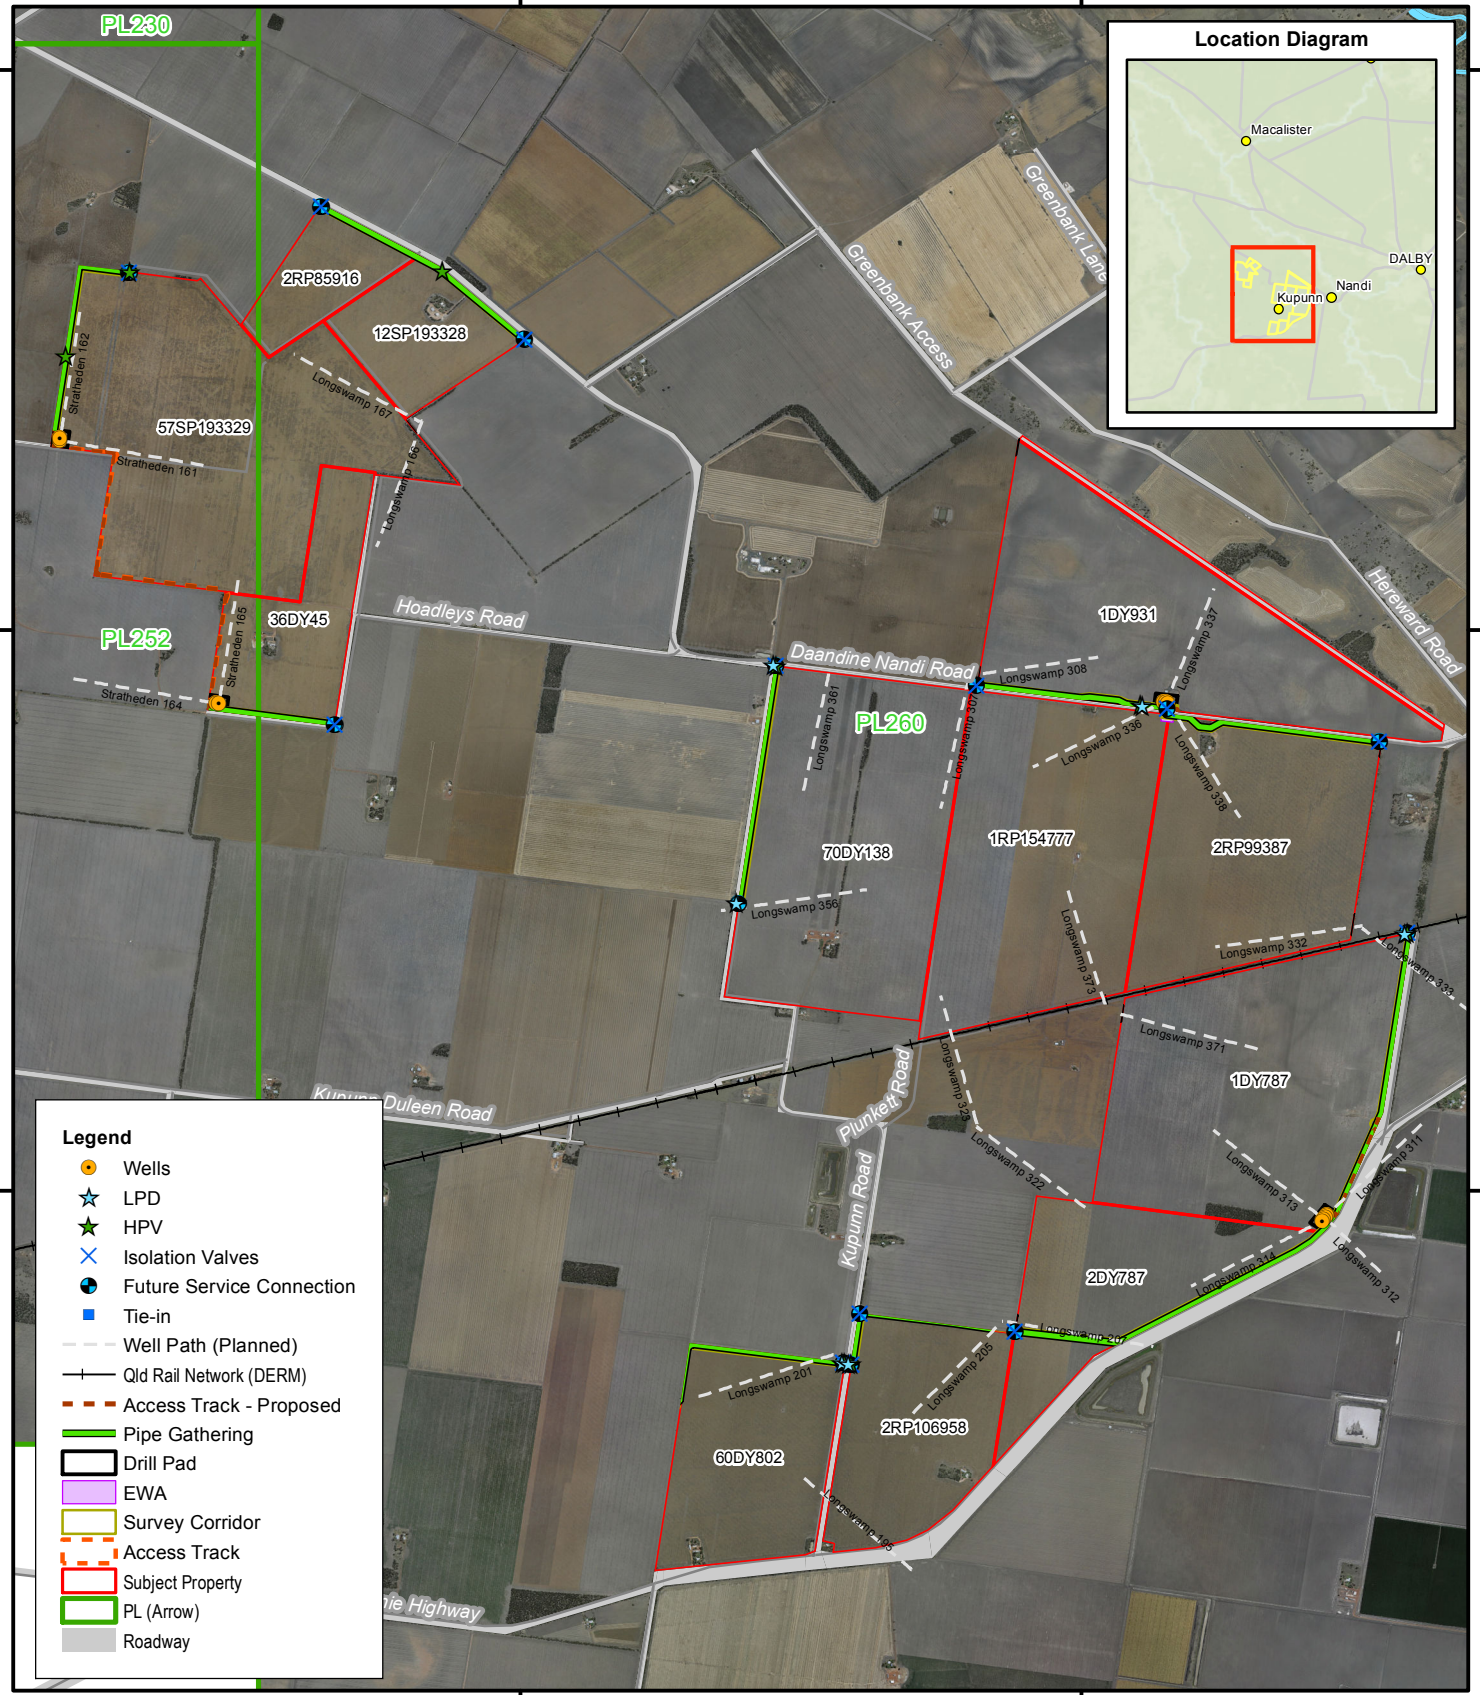 PL230
Location Diagram
Macalister
DALBY
Nandi
Kupunn
Greenbank Lane
Greenbank Access
2RP85916
12SP193328
Stratheden 162
Longswamp 167
57SP193329
Stratheden 161
Longswamp 166
Hereward Road
Hoadleys Road
36DY45
1DY931
Longswamp 337
PL252
Stratheden 165
Daandine Nandi Road
Longswamp 308
Stratheden 164
Longswamp 361
PL260
Longswamp 307
Longswamp 336
Longswamp 338
70DY138
1RP154777
2RP99387
Longswamp 356
Longswamp 373
Longswamp 332
Longswamp 333
Longswamp 371
Longswamp 323
1DY787
Plunkett Road
Kupunn Duleen Road
Longswamp 322
Longswamp 311
Longswamp 313
Kupunn Road
2DY787
Longswamp 314
Longswamp 312
Longswamp 207
Longswamp 205
Longswamp 201
2RP106958
60DY802
Longswamp 195
nie Highway
Legend
Wells
LPD
HPV
Isolation Valves
Future Service Connection
Tie-in
Well Path (Planned)
Qld Rail Network (DERM)
Access Track - Proposed
Pipe Gathering
Drill Pad
EWA
Survey Corridor
Access Track
Subject Property
PL (Arrow)
Roadway